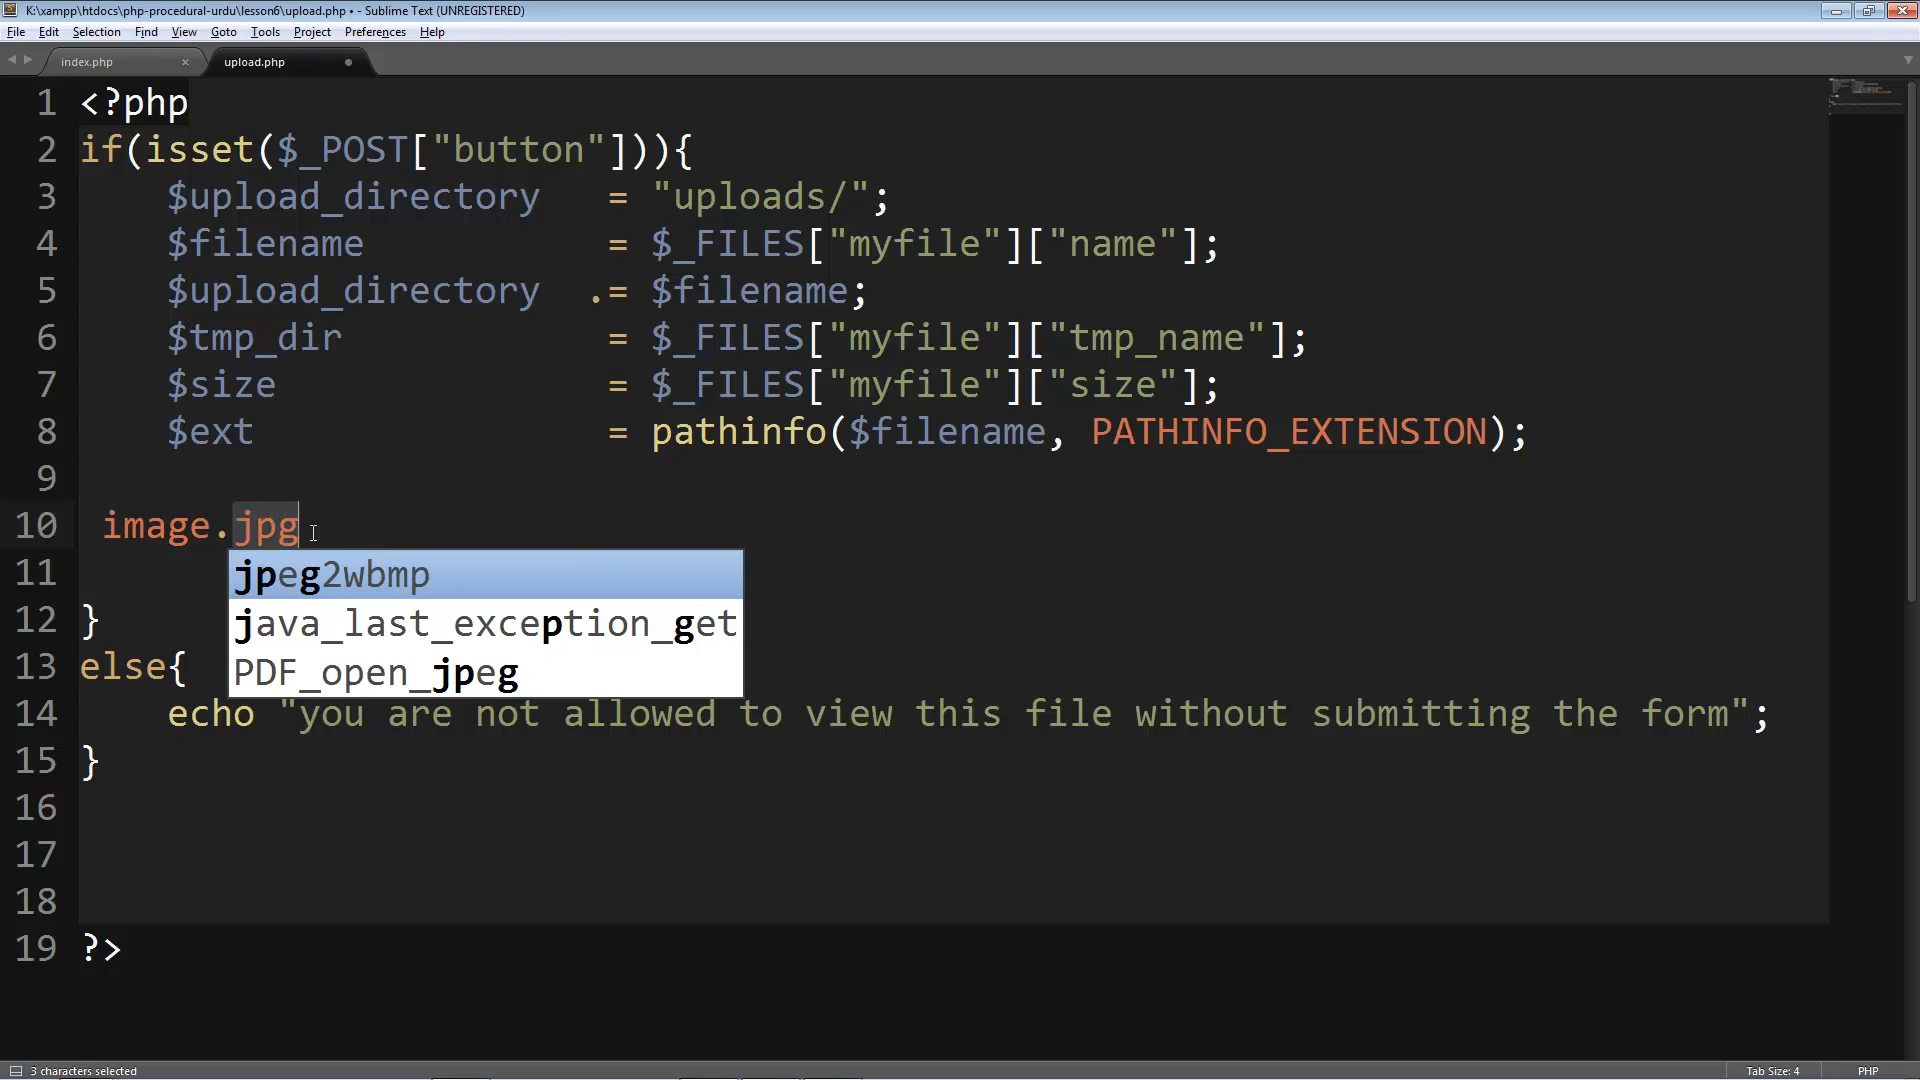 K:\xampp\htdocs\php-procedural-urdu\lesson6\upload.php • - Sublime Text (UNREGISTERED)
File Edit Selection Find View Goto Tools Project Preferences Help
index.php × upload.php
1 <?php
2 if(isset($_POST["button"])){
3     $upload_directory   = "uploads/";
4     $filename           = $_FILES["myfile"]["name"];
5     $upload_directory  .= $filename;
6     $tmp_dir            = $_FILES["myfile"]["tmp_name"];
7     $size               = $_FILES["myfile"]["size"];
8     $ext                = pathinfo($filename, PATHINFO_EXTENSION);
9
10  image.jpg
11 jpeg2wbmp
java_last_exception_get
12 }
13 else{
PDF_open_jpeg
14     echo "you are not allowed to view this file without submitting the form";
15 }
16
17
18
19 ?>
3 characters selected Tab Size: 4 PHP